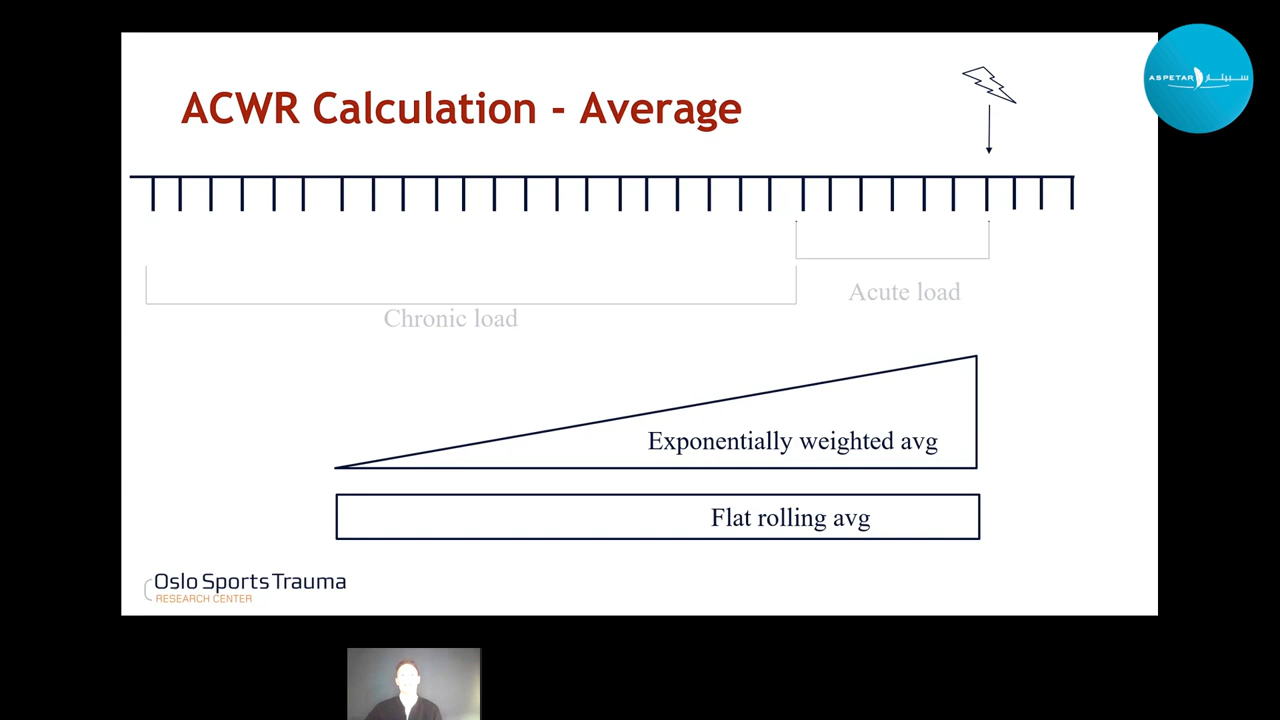 ACWR Calculation - Average
ASPETAR سبيتار
Acute load
Chronic load
Exponentially weighted avg
Flat rolling avg
Oslo Sports Trauma
RESEARCH CENTER